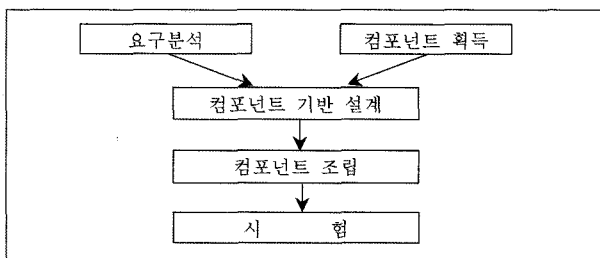 요구분석
컴포넌트 획득
컴포넌트 기반 설계
컴포넌트 조립
시 험